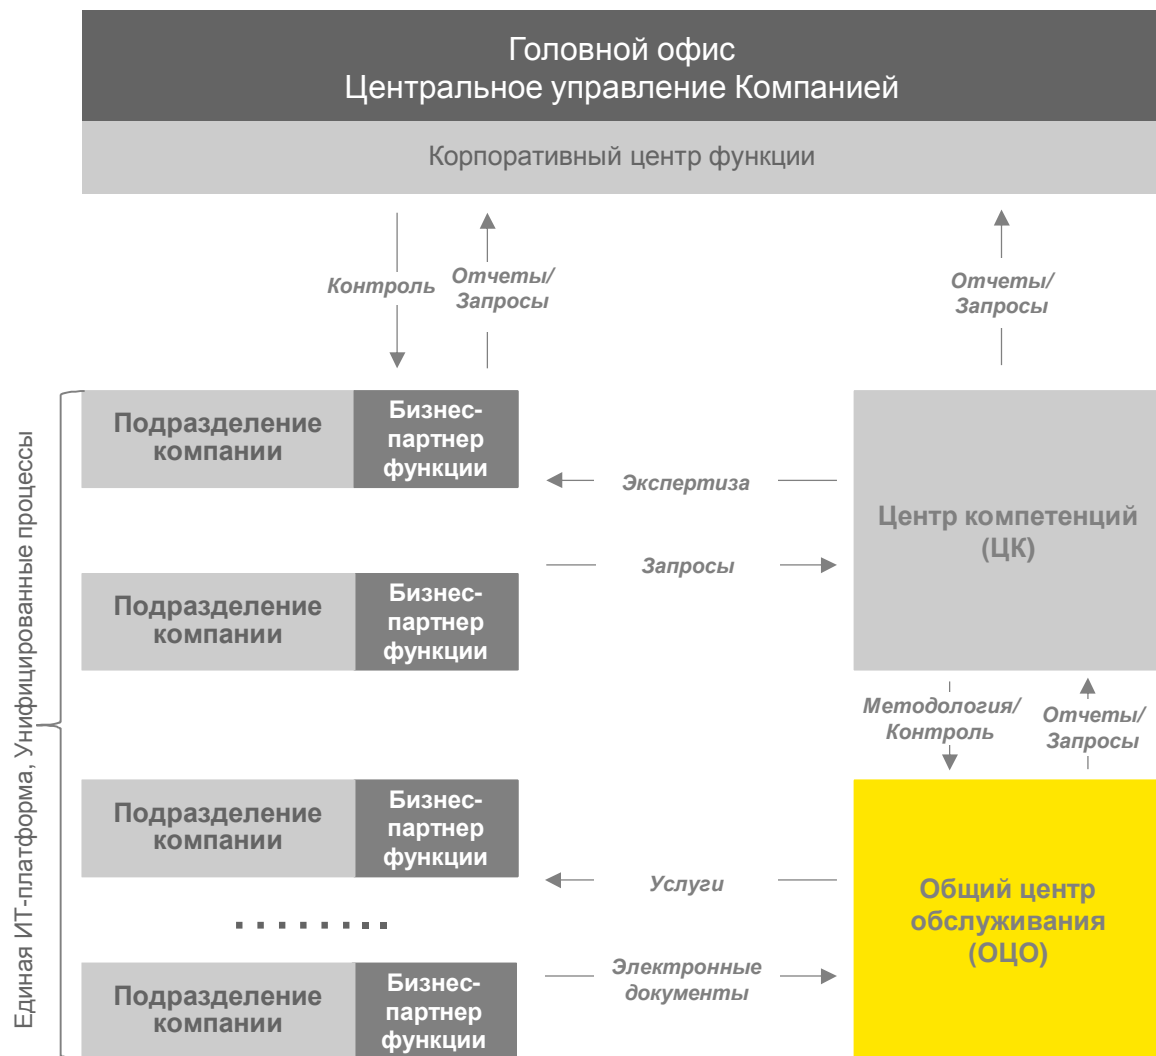 Головной офис
Центральное управление Компанией
Корпоративный центр функции
Контроль
Отчеты/
Запросы
Отчеты/
Запросы
Единая ИТ-платформа, Унифицированные процессы
Подразделение
компании
Бизнес-
партнер
функции
Экспертиза
Центр компетенций
(ЦК)
Запросы
Подразделение
компании
Бизнес-
партнер
функции
Методология/
Контроль
Отчеты/
Запросы
Подразделение
компании
Бизнес-
партнер
функции
Услуги
Общий центр
обслуживания
(ОЦО)
Электронные
документы
Подразделение
компании
Бизнес-
партнер
функции